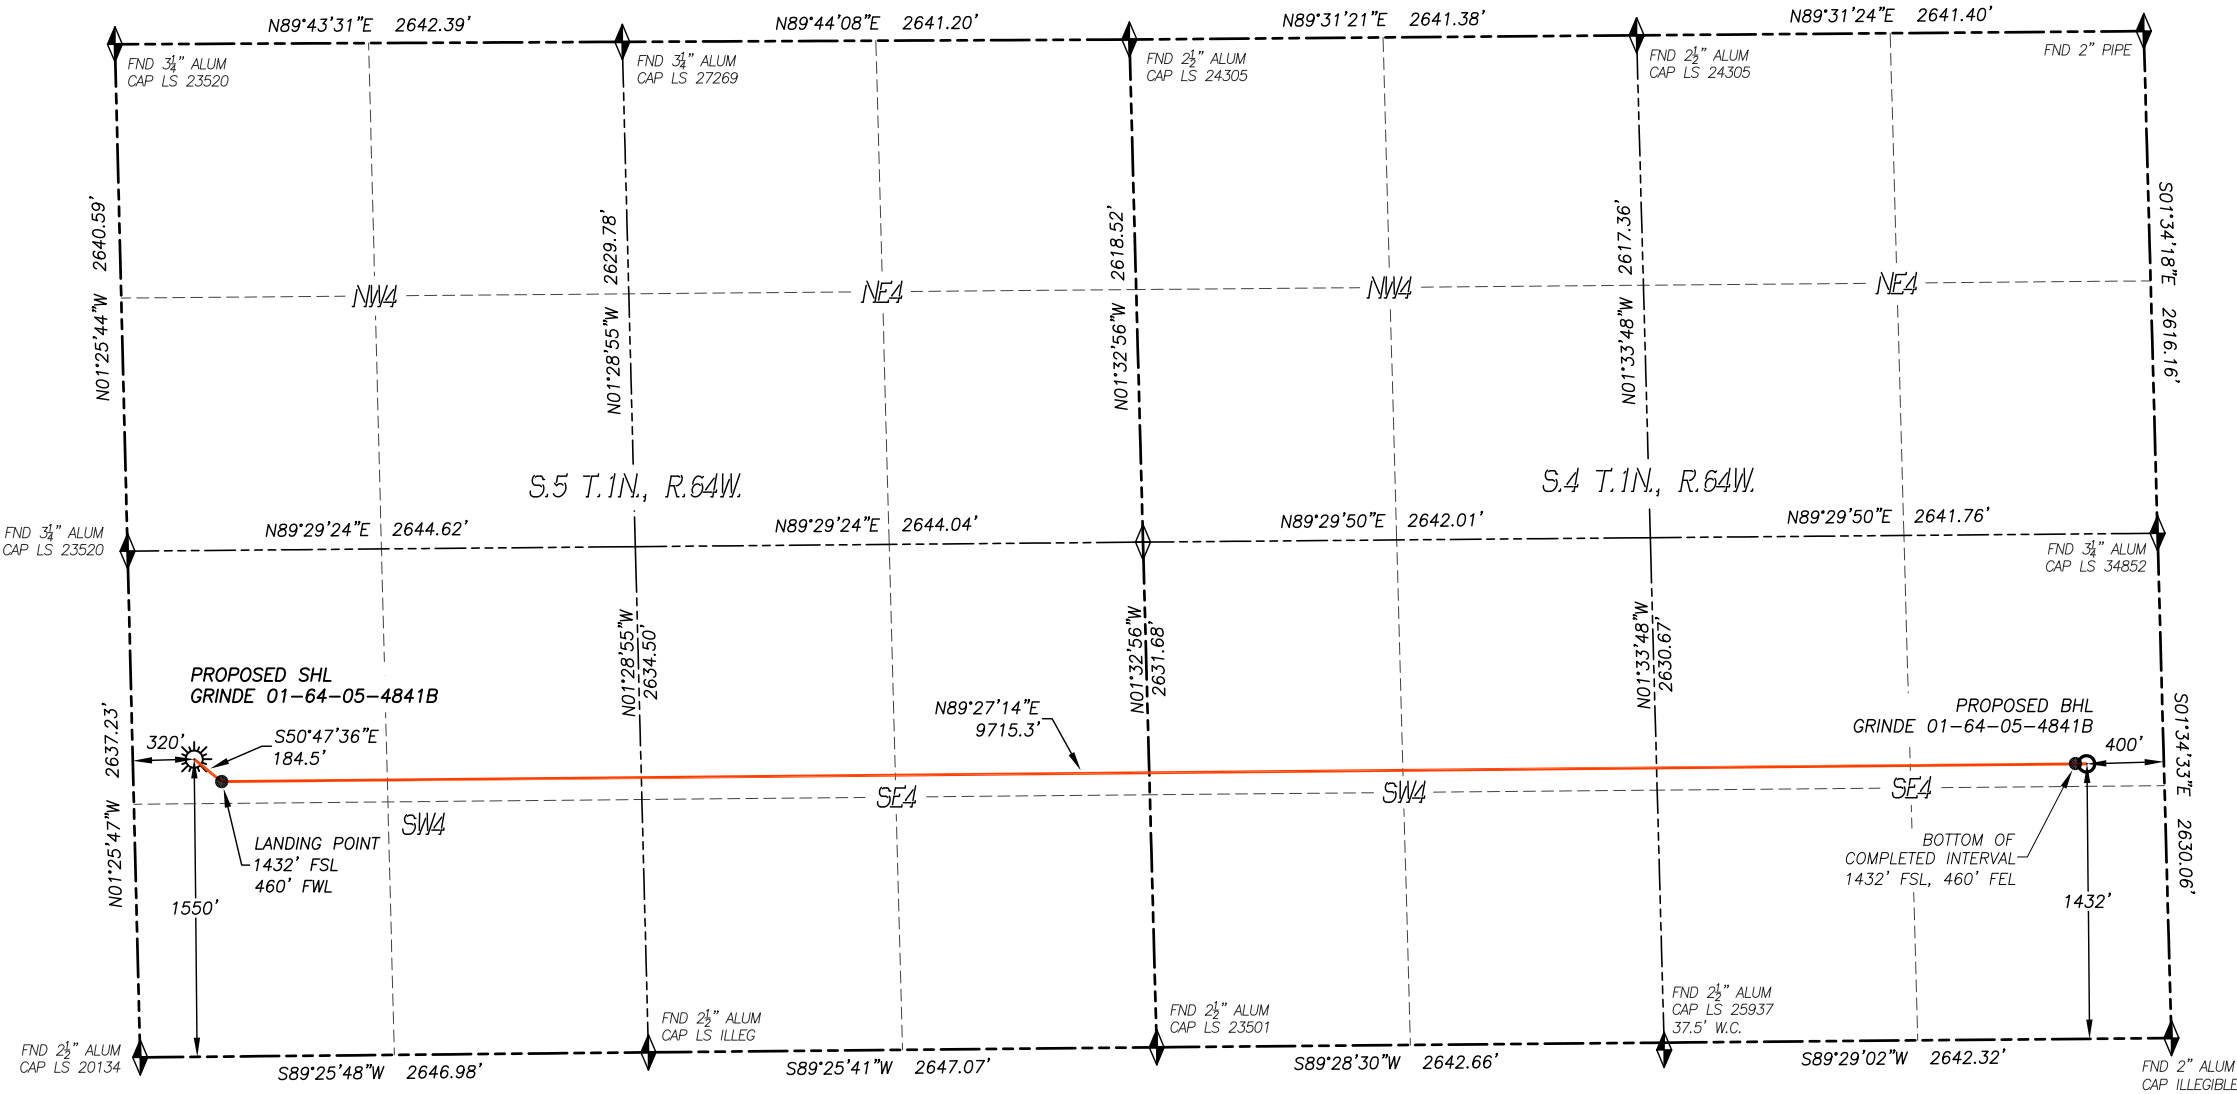 N89°43'31"E 2642.39'
N89°44'08"E 2641.20'
N89°31'21"E 2641.38'
N89°31'24"E 2641.40'
FND 3¼" ALUM
CAP LS 23520
FND 3¼" ALUM
CAP LS 27269
FND 2½" ALUM
CAP LS 24305
FND 2½" ALUM
CAP LS 24305
FND 2" PIPE
N01°25'44"W 2640.59'
N01°28'55"W 2629.78'
N01°32'56"W 2618.52'
N01°33'48"W 2617.36'
S01°34'18"E 2616.16'
NW4
NE4
NW4
NE4
S.5 T.1N., R.64W.
S.4 T.1N., R.64W.
FND 3¼" ALUM
CAP LS 23520
N89°29'24"E 2644.62'
N89°29'24"E 2644.04'
N89°29'50"E 2642.01'
N89°29'50"E 2641.76'
FND 3¼" ALUM
CAP LS 34852
N01°25'47"W 2637.23'
N01°28'55"W
2634.50'
N01°32'56"W
2631.68'
N01°33'48"W
2630.67'
S01°34'33"E 2630.06'
PROPOSED SHL
GRINDE 01-64-05-4841B
320'
S50°47'36"E
184.5'
N89°27'14"E
9715.3'
PROPOSED BHL
GRINDE 01-64-05-4841B
400'
SW4
SE4
SW4
SE4
LANDING POINT
1432' FSL
460' FWL
1550'
BOTTOM OF
COMPLETED INTERVAL
1432' FSL, 460' FEL
1432'
FND 2½" ALUM
CAP LS 20134
FND 2½" ALUM
CAP LS ILLEG
FND 2½" ALUM
CAP LS 23501
FND 2½" ALUM
CAP LS 25937
37.5' W.C.
FND 2" ALUM
CAP ILLEGIBLE
S89°25'48"W 2646.98'
S89°25'41"W 2647.07'
S89°28'30"W 2642.66'
S89°29'02"W 2642.32'